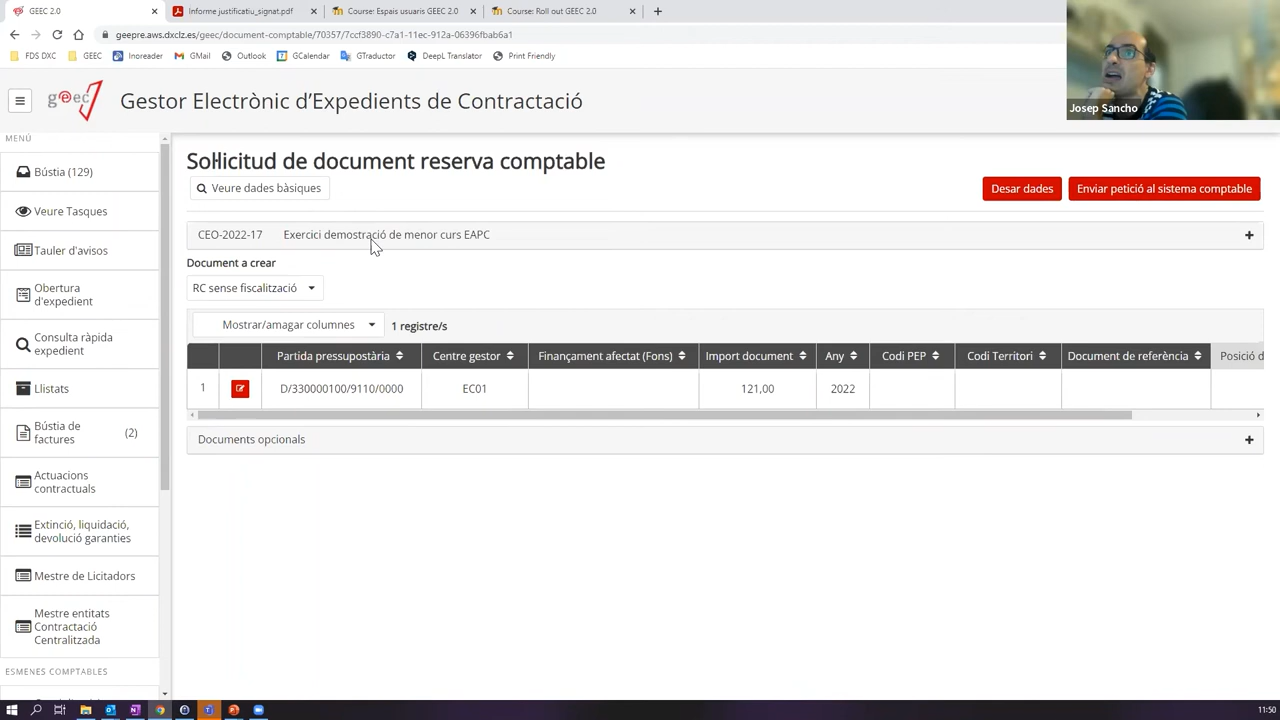 GEEC 2.0
Informe justificatiu_signat.pdf
Course: Espais usuaris GEEC 2.0
Course: Roll out GEEC 2.0
geepre.aws.dxclz.es/geec/document-comptable/70357/7ccf3890-c7a1-11ec-912a-06396fbab6a1
FDS DXC
GEEC
Inoreader
GMail
Outlook
GCalendar
GTraductor
DeepL Translator
Print Friendly
Josep Sancho
geec
Gestor Electrònic d'Expedients de Contractació
MENÚ
Bústia (129)
Veure Tasques
Tauler d'avisos
Obertura
d'expedient
Consulta ràpida
expedient
Llistats
Bústia de
factures
(2)
Actuacions
contractuals
Extinció, liquidació,
devolució garanties
Mestre de Licitadors
Mestre entitats
Contractació
Centralitzada
ESMENES COMPTABLES
Sol·licitud de document reserva comptable
Veure dades bàsiques
Desar dades
Enviar petició al sistema comptable
CEO-2022-17 Exercici demostració de menor curs EAPC
Document a crear
RC sense fiscalització
Mostrar/amagar columnes
1 registre/s
Partida pressupostària Centre gestor Finançament afectat (Fons) Import document Any Codi PEP Codi Territori Document de referència Posició d
1 D/330000100/9110/0000 EC01 121,00 2022
Documents opcionals
11:50